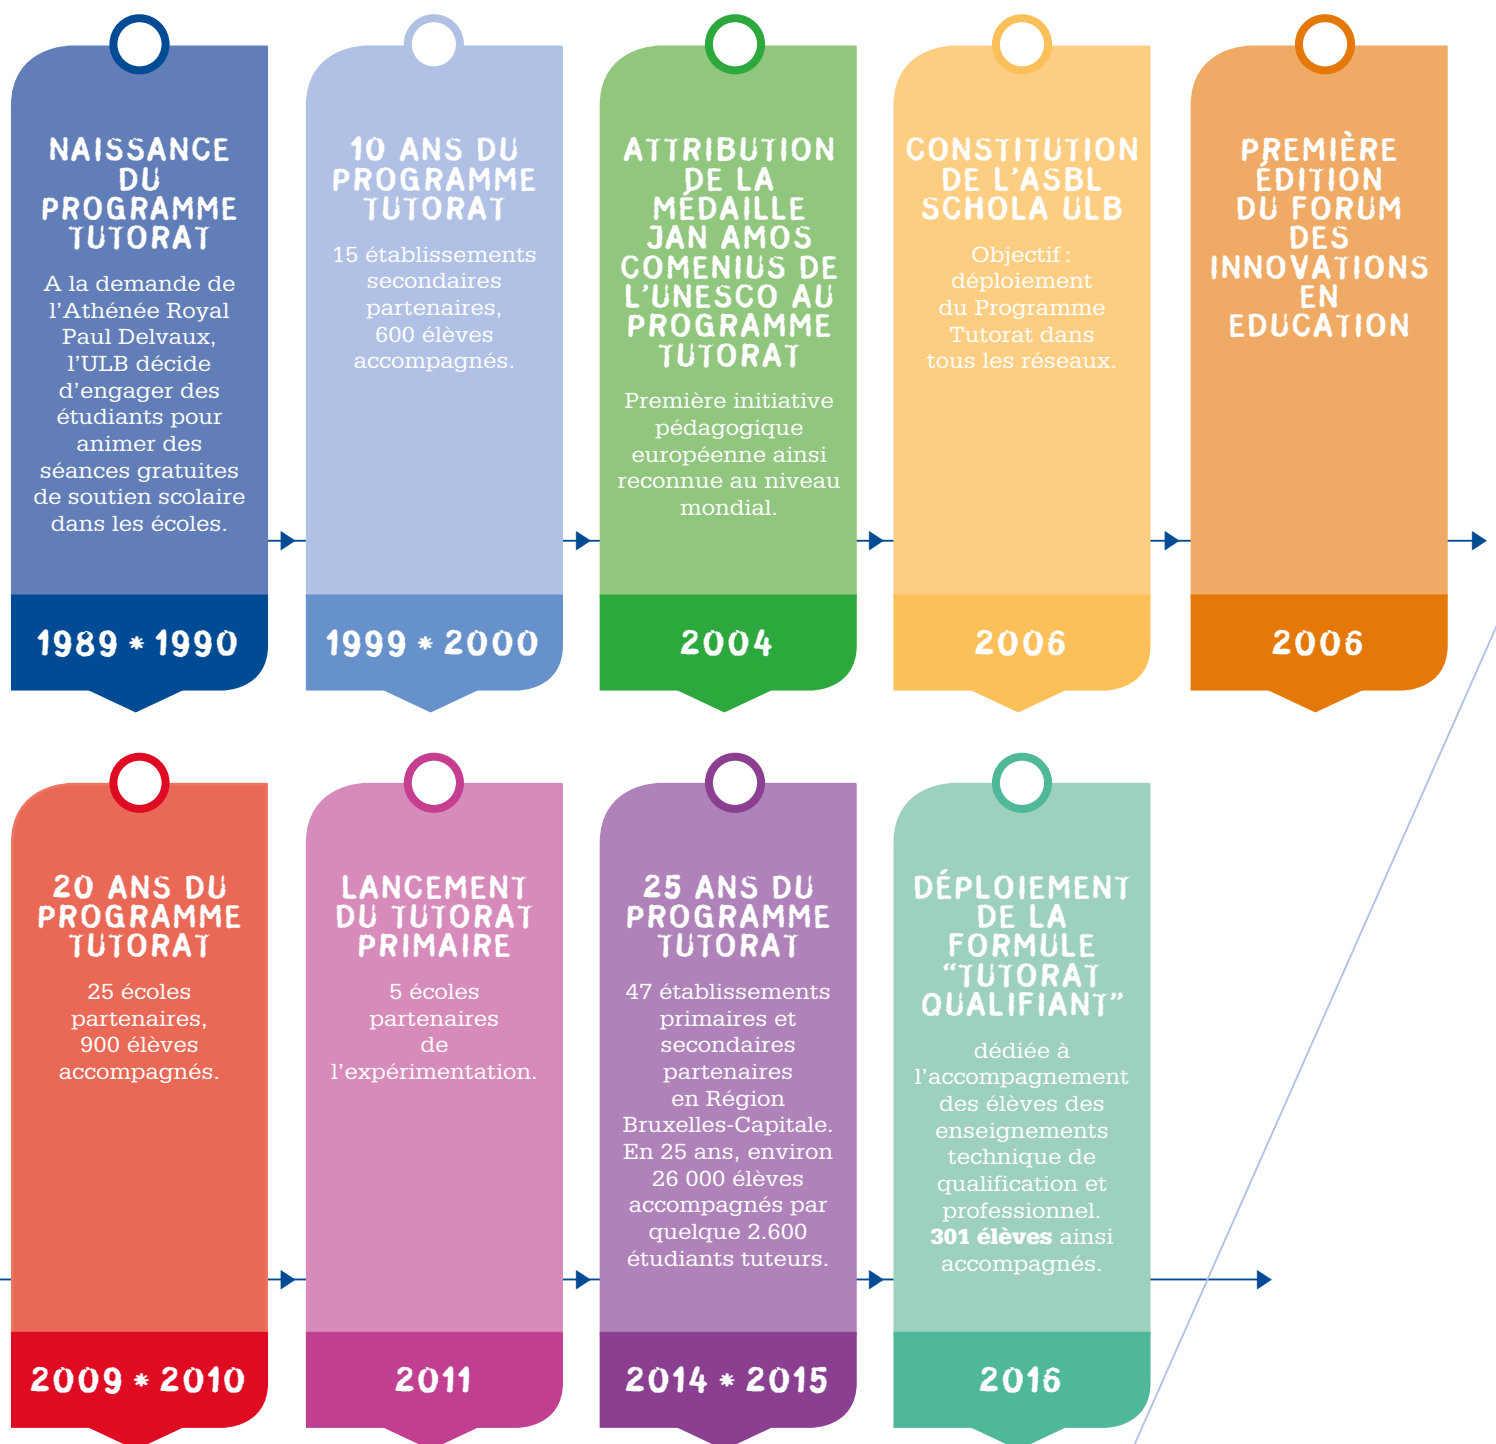 NAISSANCE
DU
PROGRAMME
TUTORAT
A la demande de
l'Athénée Royal
Paul Delvaux,
l'ULB décide
d'engager des
étudiants pour
animer des
séances gratuites
de soutien scolaire
dans les écoles.
1989 * 1990
10 ANS DU
PROGRAMME
TUTORAT
15 établissements
secondaires
partenaires,
600 élèves
accompagnés.
1999 * 2000
ATTRIBUTION
DE LA
MÉDAILLE
JAN AMOS
COMENIUS DE
L'UNESCO AU
PROGRAMME
TUTORAT
Première initiative
pédagogique
européenne ainsi
reconnue au niveau
mondial.
2004
CONSTITUTION
DE L'ASBL
SCHOLA ULB
Objectif :
déploiement
du Programme
Tutorat dans
tous les réseaux.
2006
PREMIÈRE
ÉDITION
DU FORUM
DES
INNOVATIONS
EN
EDUCATION
2006
20 ANS DU
PROGRAMME
TUTORAT
25 écoles
partenaires,
900 élèves
accompagnés.
2009 * 2010
LANCEMENT
DU TUTORAT
PRIMAIRE
5 écoles
partenaires
de
l'expérimentation.
2011
25 ANS DU
PROGRAMME
TUTORAT
47 établissements
primaires et
secondaires
partenaires
en Région
Bruxelles-Capitale.
En 25 ans, environ
26 000 élèves
accompagnés par
quelque 2.600
étudiants tuteurs.
2014 * 2015
DÉPLOIEMENT
DE LA
FORMULE
“TUTORAT
QUALIFIANT”
dédiée à
l'accompagnement
des élèves des
enseignements
technique de
qualification et
professionnel.
301 élèves ainsi
accompagnés.
2016